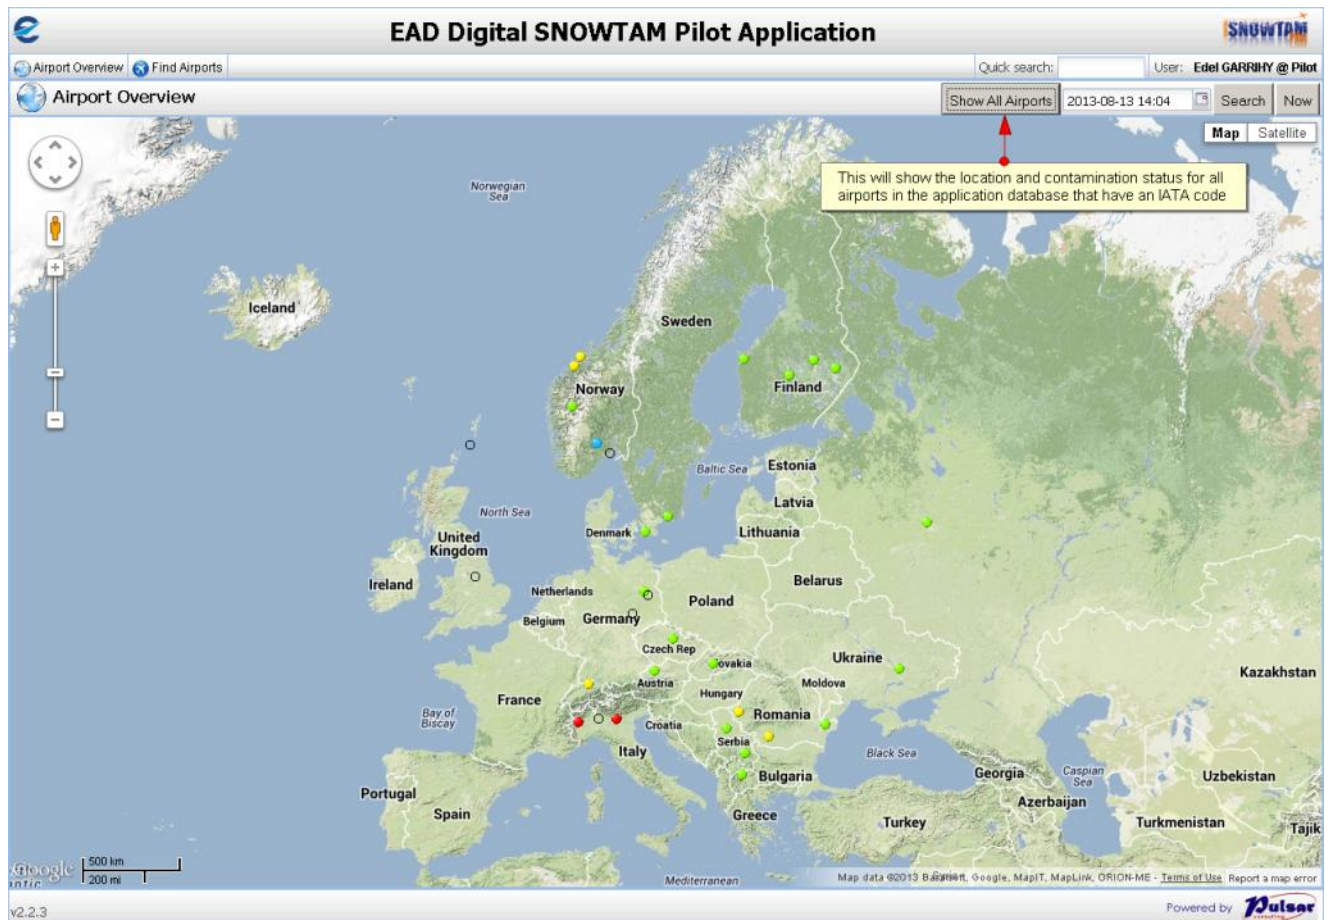 EAD Digital SNOWTAM Pilot Application
SNOWTAM
Airport Overview
Find Airports
Quick search:
User: Edel GARRIHY @ Pilot
Airport Overview
Show All Airports
2013-08-13 14:04
Search
Now
Map
Satellite
This will show the location and contamination status for all
airports in the application database that have an IATA code
Norwegian
Sea
Iceland
Sweden
Norway
Finland
Baltic Sea
Estonia
Latvia
North Sea
Denmark
Lithuania
United
Kingdom
Ireland
Netherlands
Belarus
Poland
Belgium
Germany
Czech Rep
Slovakia
Ukraine
Kazakhstan
Austria
Moldova
Hungary
France
Bay of
Biscay
Romania
Croatia
Serbia
Italy
Black Sea
Bulgaria
Georgia
Caspian
Sea
Uzbekistan
Portugal
Azerbaijan
Spain
Greece
Turkey
Turkmenistan
Tajik
Google
500 km
200 mi
Mediterranean
Map data ©2013 Basarsoft, Google, MapIT, MapLink, ORION-ME - Terms of Use
Report a map error
v2.2.3
Powered by Pulsar